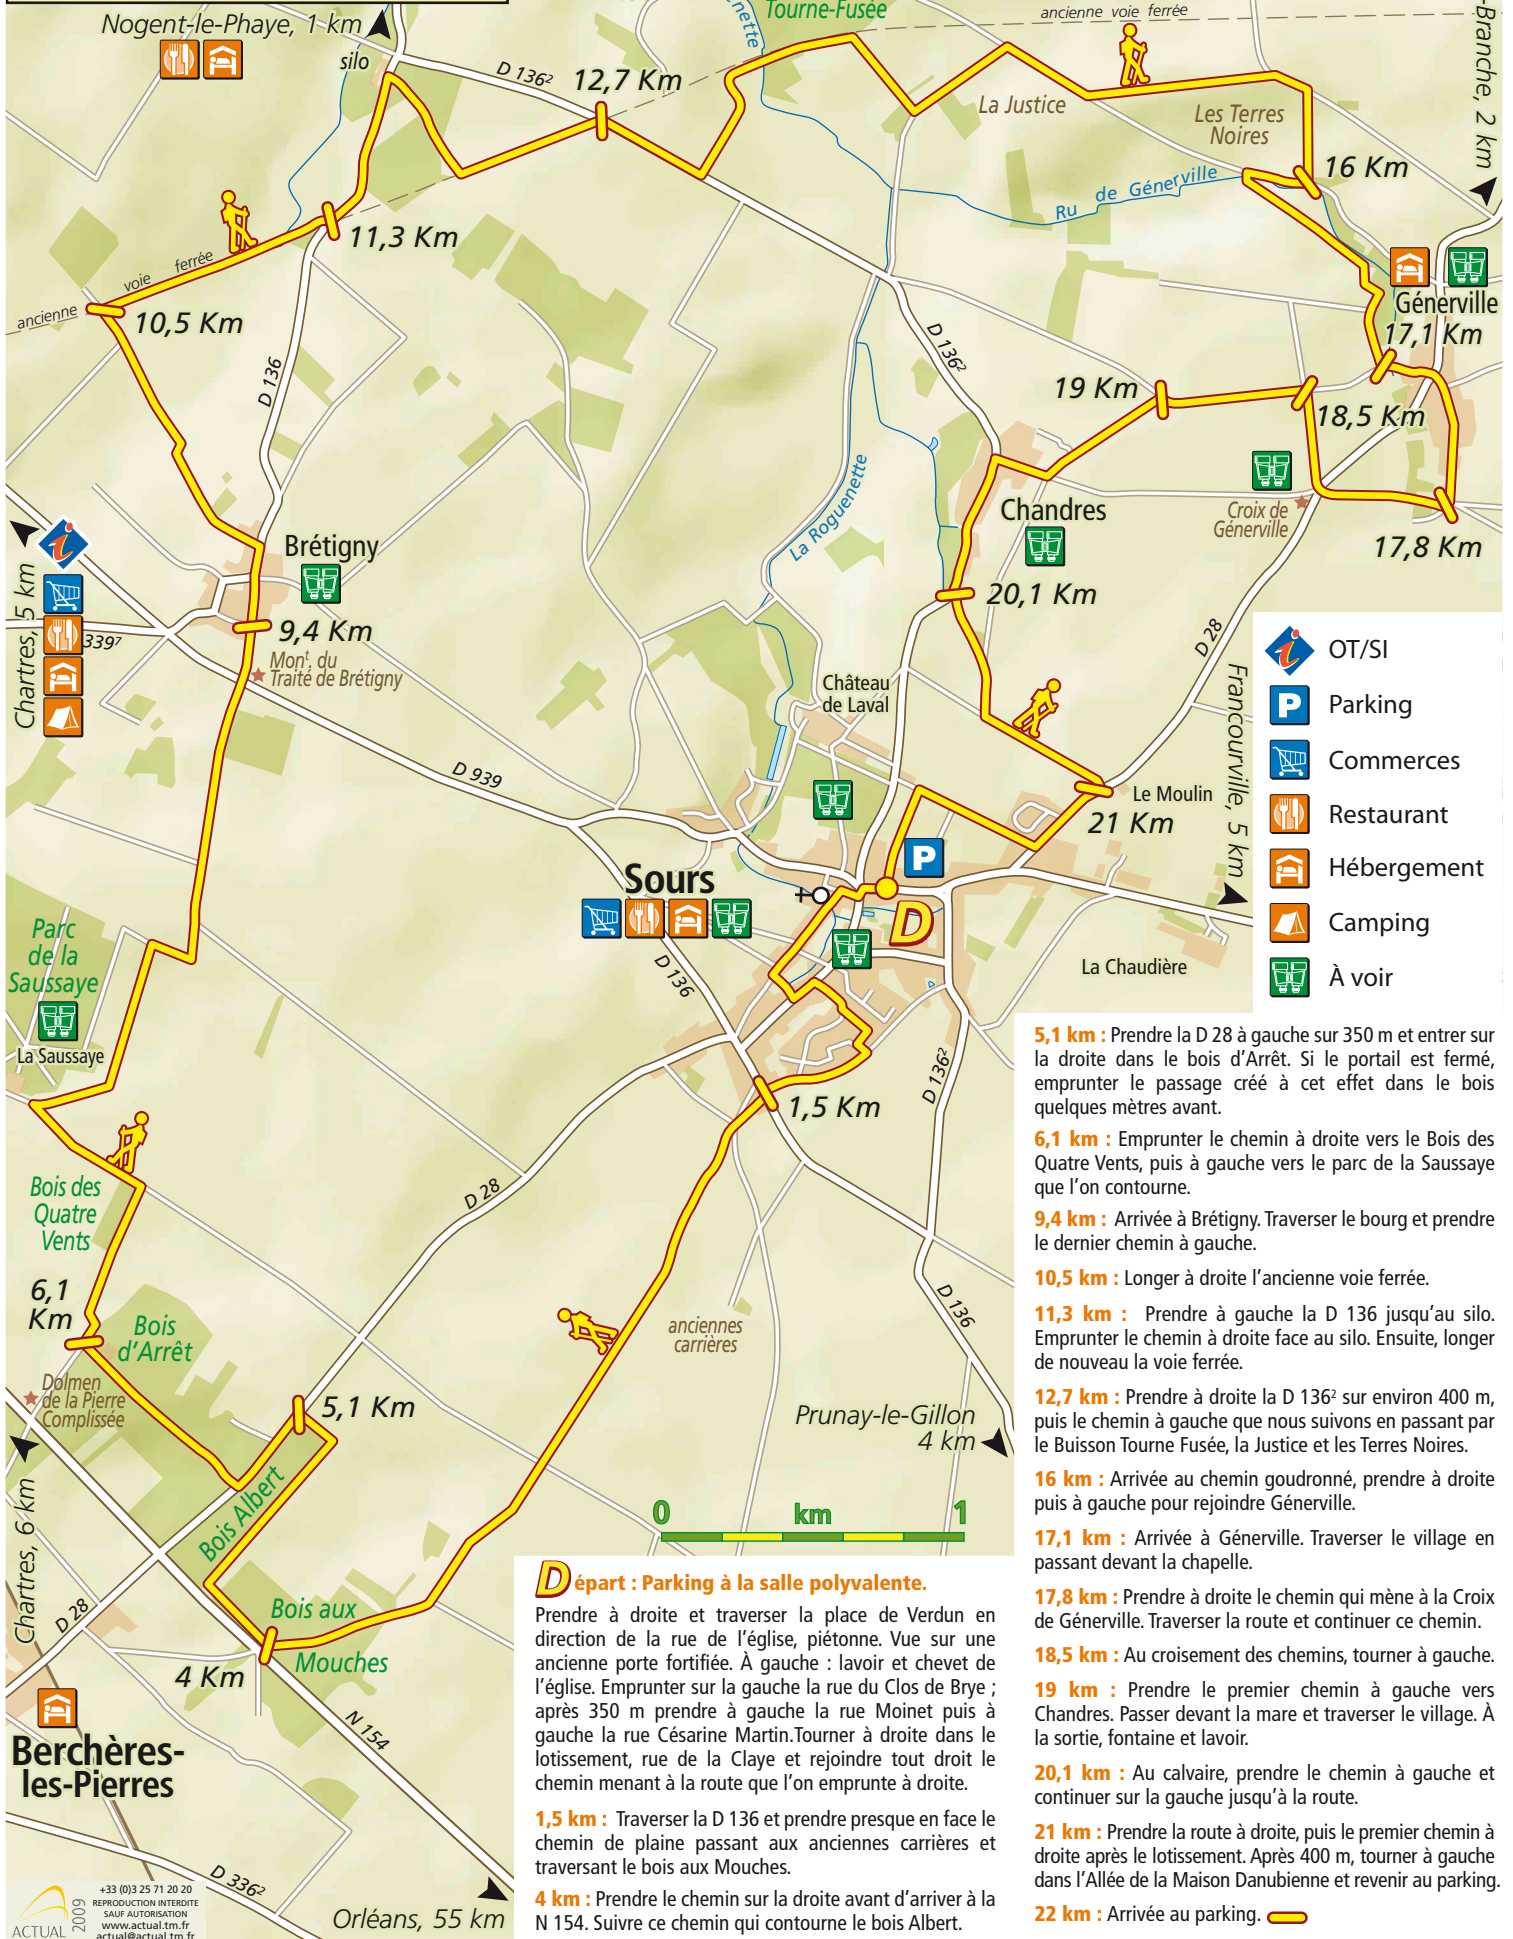 Nogent-le-Phaye, 1 km
silo
D 136²
12,7 Km
Tourne-Fusée
ancienne voie ferrée
-Branche, 2 km
La Justice
Les Terres
Noires
16 Km
Ru de Génerville
11,3 Km
ancienne voie ferrée
10,5 Km
D 136
D 136²
Génerville
17,1 Km
19 Km
18,5 Km
La Roguenette
Chandres
Croix de
Génerville
17,8 Km
Brétigny
Chartres, 5 km
339⁷
9,4 Km
Monᵗ. du
Traité de Brétigny
20,1 Km
D 28
Château
de Laval
Francourville, 5 km
OT/SI
Parking
Commerces
Restaurant
Hébergement
Camping
À voir
D 939
Le Moulin
21 Km
P
P
Sours
D
D 136
La Chaudière
Parc
de la
Saussaye
La Saussaye
1,5 Km
D 136²
Bois des
Quatre
Vents
D 28
6,1
Km
Bois
d'Arrêt
D 136
anciennes
carrières
Dolmen
de la Pierre
Complissée
5,1 Km
Prunay-le-Gillon
4 km
Chartres, 6 km
Bois Albert
0 km 1
D 28
Bois aux
Mouches
4 Km
N 154
Berchères-
les-Pierres
D 336²
Orléans, 55 km
ACTUAL
2009
+33 (0)3 25 71 20 20
REPRODUCTION INTERDITE
SAUF AUTORISATION
www.actual.tm.fr
actual@actual.tm.fr
Départ : Parking à la salle polyvalente.
Prendre à droite et traverser la place de Verdun en
direction de la rue de l'église, piétonne. Vue sur une
ancienne porte fortifiée. À gauche : lavoir et chevet de
l'église. Emprunter sur la gauche la rue du Clos de Brye ;
après 350 m prendre à gauche la rue Moinet puis à
gauche la rue Césarine Martin.Tourner à droite dans le
lotissement, rue de la Claye et rejoindre tout droit le
chemin menant à la route que l'on emprunte à droite.
1,5 km : Traverser la D 136 et prendre presque en face le
chemin de plaine passant aux anciennes carrières et
traversant le bois aux Mouches.
4 km : Prendre le chemin sur la droite avant d'arriver à la
N 154. Suivre ce chemin qui contourne le bois Albert.
5,1 km : Prendre la D 28 à gauche sur 350 m et entrer sur
la droite dans le bois d'Arrêt. Si le portail est fermé,
emprunter le passage créé à cet effet dans le bois
quelques mètres avant.
6,1 km : Emprunter le chemin à droite vers le Bois des
Quatre Vents, puis à gauche vers le parc de la Saussaye
que l'on contourne.
9,4 km : Arrivée à Brétigny. Traverser le bourg et prendre
le dernier chemin à gauche.
10,5 km : Longer à droite l'ancienne voie ferrée.
11,3 km : Prendre à gauche la D 136 jusqu'au silo.
Emprunter le chemin à droite face au silo. Ensuite, longer
de nouveau la voie ferrée.
12,7 km : Prendre à droite la D 136² sur environ 400 m,
puis le chemin à gauche que nous suivons en passant par
le Buisson Tourne Fusée, la Justice et les Terres Noires.
16 km : Arrivée au chemin goudronné, prendre à droite
puis à gauche pour rejoindre Génerville.
17,1 km : Arrivée à Génerville. Traverser le village en
passant devant la chapelle.
17,8 km : Prendre à droite le chemin qui mène à la Croix
de Génerville. Traverser la route et continuer ce chemin.
18,5 km : Au croisement des chemins, tourner à gauche.
19 km : Prendre le premier chemin à gauche vers
Chandres. Passer devant la mare et traverser le village. À
la sortie, fontaine et lavoir.
20,1 km : Au calvaire, prendre le chemin à gauche et
continuer sur la gauche jusqu'à la route.
21 km : Prendre la route à droite, puis le premier chemin à
droite après le lotissement. Après 400 m, tourner à gauche
dans l'Allée de la Maison Danubienne et revenir au parking.
22 km : Arrivée au parking.